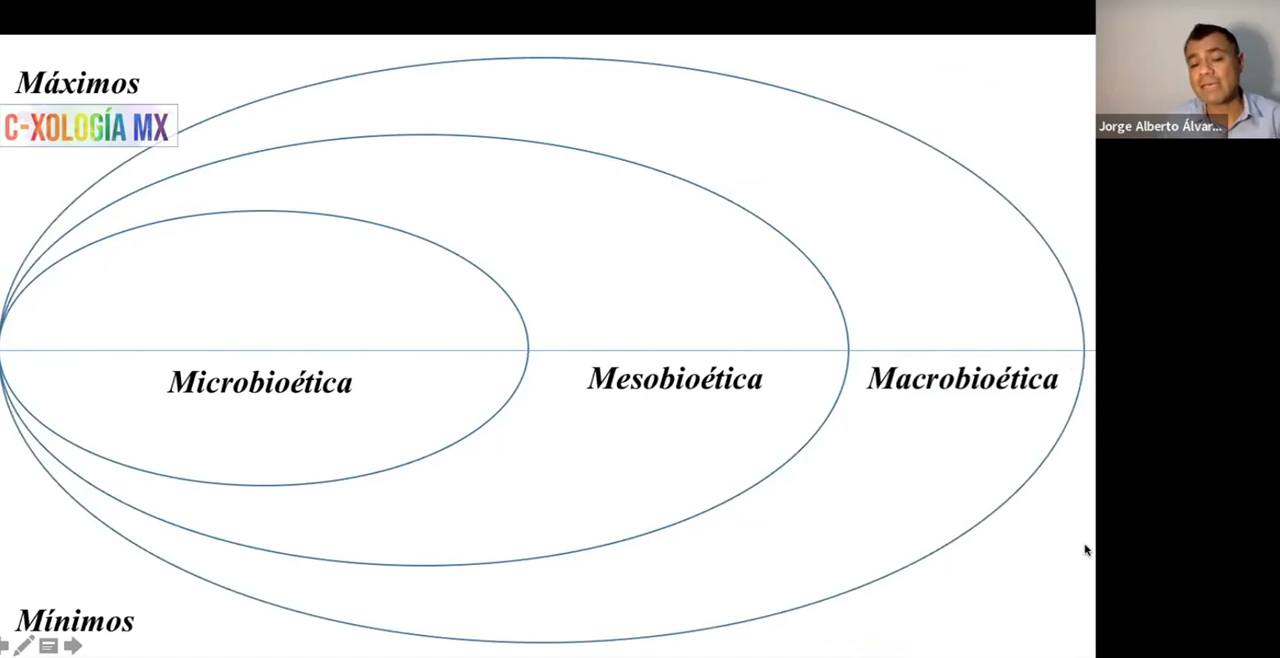 Máximos
C-XOLOGÍA MX
Jorge Alberto Álvar...
Microbioética
Mesobioética
Macrobioética
Mínimos